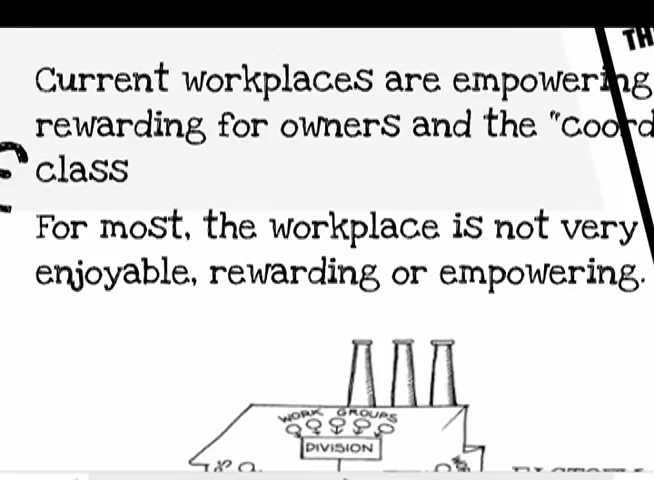 TH
Current workplaces are empowering
rewarding for owners and the "Coord
class
For most, the workplace is not very
enjoyable, rewarding or empowering.
WORK GROUPS
DIVISION